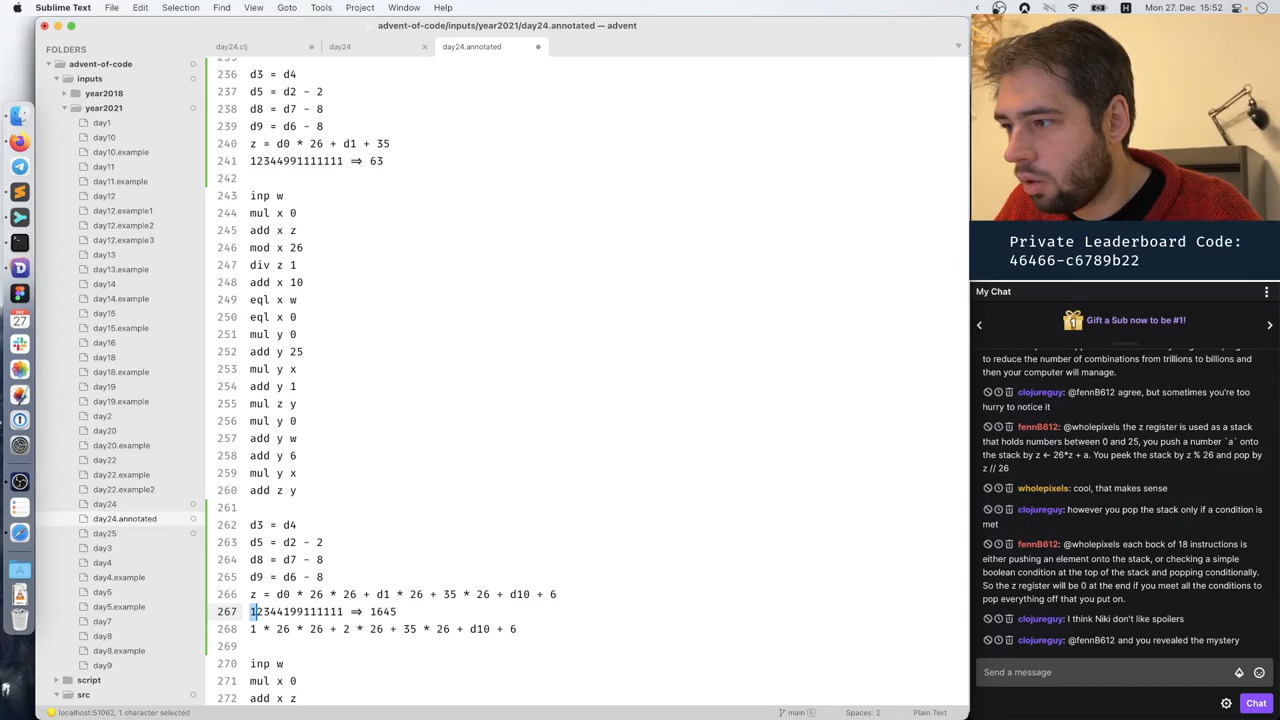 Sublime Text File Edit Selection Find View Goto Tools Project Window Help
Mon 27. Dec 15:52
advent-of-code/inputs/year2021/day24.annotated — advent
FOLDERS
advent-of-code
inputs
year2018
year2021
day1
day10
day10.example
day11
day11.example
day12
day12.example1
day12.example2
day12.example3
day13
day13.example
day14
day14.example
day15
day15.example
day16
day18
day18.example
day19
day19.example
day2
day20
day20.example
day22
day22.example
day22.example2
day24
day24.annotated
day25
day3
day4
day4.example
day5
day5.example
day7
day8
day8.example
day9
script
src
day24.clj
day24
day24.annotated
236 d3 = d4
237 d5 = d2 - 2
238 d8 = d7 - 8
239 d9 = d6 - 8
240 z = d0 * 26 + d1 + 35
241 12344991111111 => 63
242
243 inp w
244 mul x 0
245 add x z
246 mod x 26
247 div z 1
248 add x 10
249 eql x w
250 eql x 0
251 mul y 0
252 add y 25
253 mul y x
254 add y 1
255 mul z y
256 mul y 0
257 add y w
258 add y 6
259 mul y x
260 add z y
261
262 d3 = d4
263 d5 = d2 - 2
264 d8 = d7 - 8
265 d9 = d6 - 8
266 z = d0 * 26 * 26 + d1 * 26 + 35 * 26 + d10 + 6
267 12344199111111 => 1645
268 1 * 26 * 26 + 2 * 26 + 35 * 26 + d10 + 6
269
270 inp w
271 mul x 0
272 add x z
localhost:51062, 1 character selected
main 5
Spaces: 2
Plain Text
Private Leaderboard Code:
46466-c6789b22
My Chat
Gift a Sub now to be #1!
to reduce the number of combinations from trillions to billions and
then your computer will manage.
clojureguy: @fennB612 agree, but sometimes you're too
hurry to notice it
fennB612: @wholepixels the z register is used as a stack
that holds numbers between 0 and 25, you push a number `a` onto
the stack by z ← 26*z + a. You peek the stack by z % 26 and pop by
z // 26
wholepixels: cool, that makes sense
clojureguy: however you pop the stack only if a condition is
met
fennB612: @wholepixels each bock of 18 instructions is
either pushing an element onto the stack, or checking a simple
boolean condition at the top of the stack and popping conditionally.
So the z register will be 0 at the end if you meet all the conditions to
pop everything off that you put on.
clojureguy: I think Niki don't like spoilers
clojureguy: @fennB612 and you revealed the mystery
Send a message
Chat